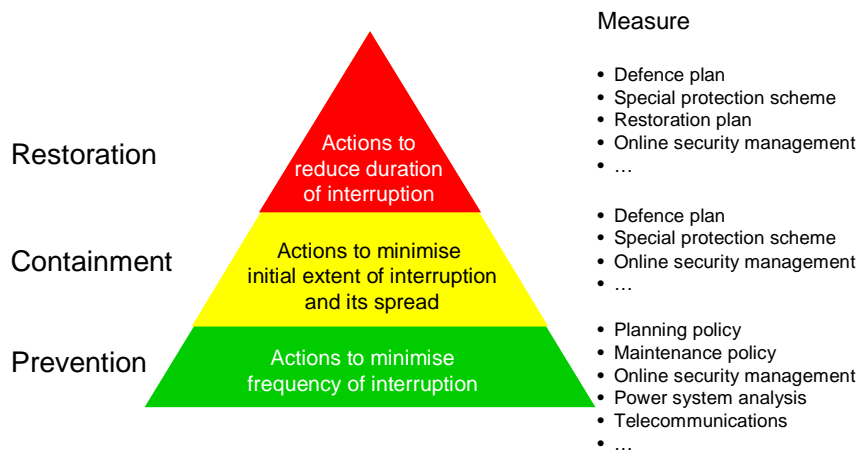 Measure
Restoration
Actions to
reduce duration
of interruption
• Defence plan
• Special protection scheme
• Restoration plan
• Online security management
• …
Containment
Actions to minimise
initial extent of interruption
and its spread
• Defence plan
• Special protection scheme
• Online security management
• …
Prevention
Actions to minimise
frequency of interruption
• Planning policy
• Maintenance policy
• Online security management
• Power system analysis
• Telecommunications
• …